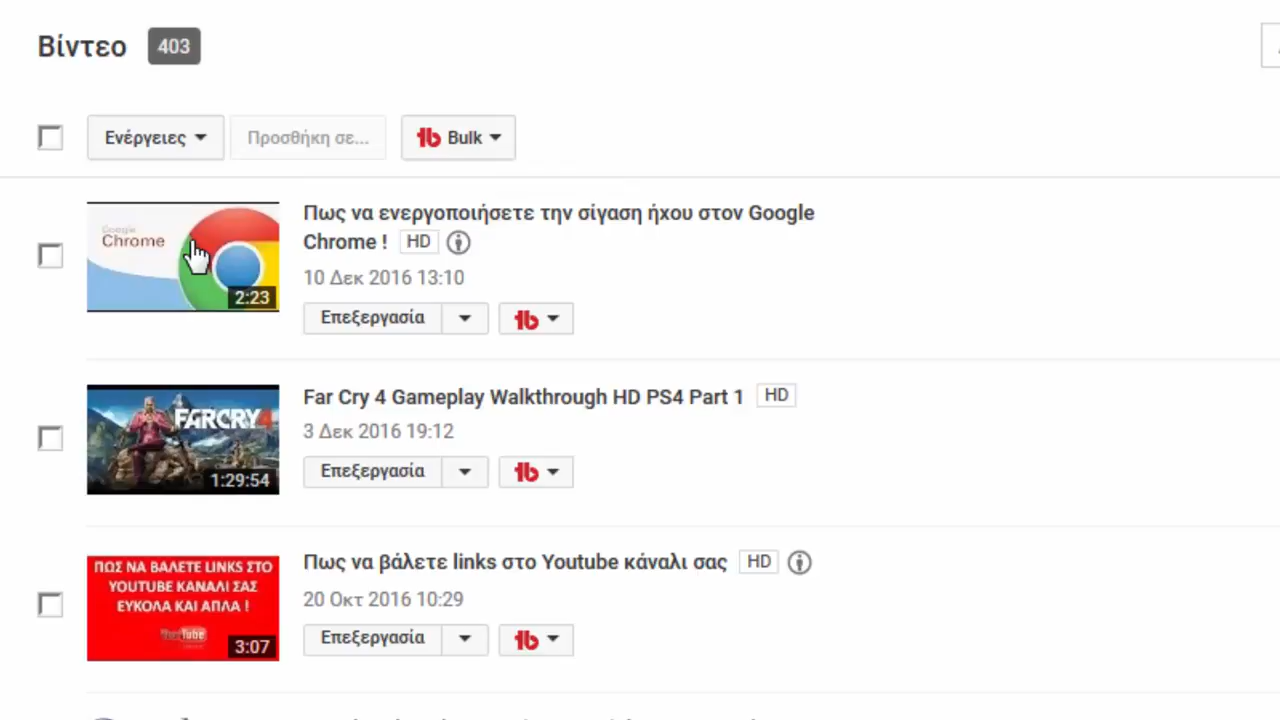 Βίντεο 403
Ενέργειες Προσθήκη σε... Bulk
Google
Chrome
2:23
Πως να ενεργοποιήσετε την σίγαση ήχου στον Google
Chrome ! HD
10 Δεκ 2016 13:10
Επεξεργασία
FARCRY4
1:29:54
Far Cry 4 Gameplay Walkthrough HD PS4 Part 1 HD
3 Δεκ 2016 19:12
Επεξεργασία
ΠΩΣ ΝΑ ΒΑΛΕΤΕ LINKS ΣΤΟ
YOUTUBE ΚΑΝΑΛΙ ΣΑΣ
ΕΥΚΟΛΑ ΚΑΙ ΑΠΛΑ !
YouTube
3:07
Πως να βάλετε links στο Youtube κάναλι σας HD
20 Οκτ 2016 10:29
Επεξεργασία